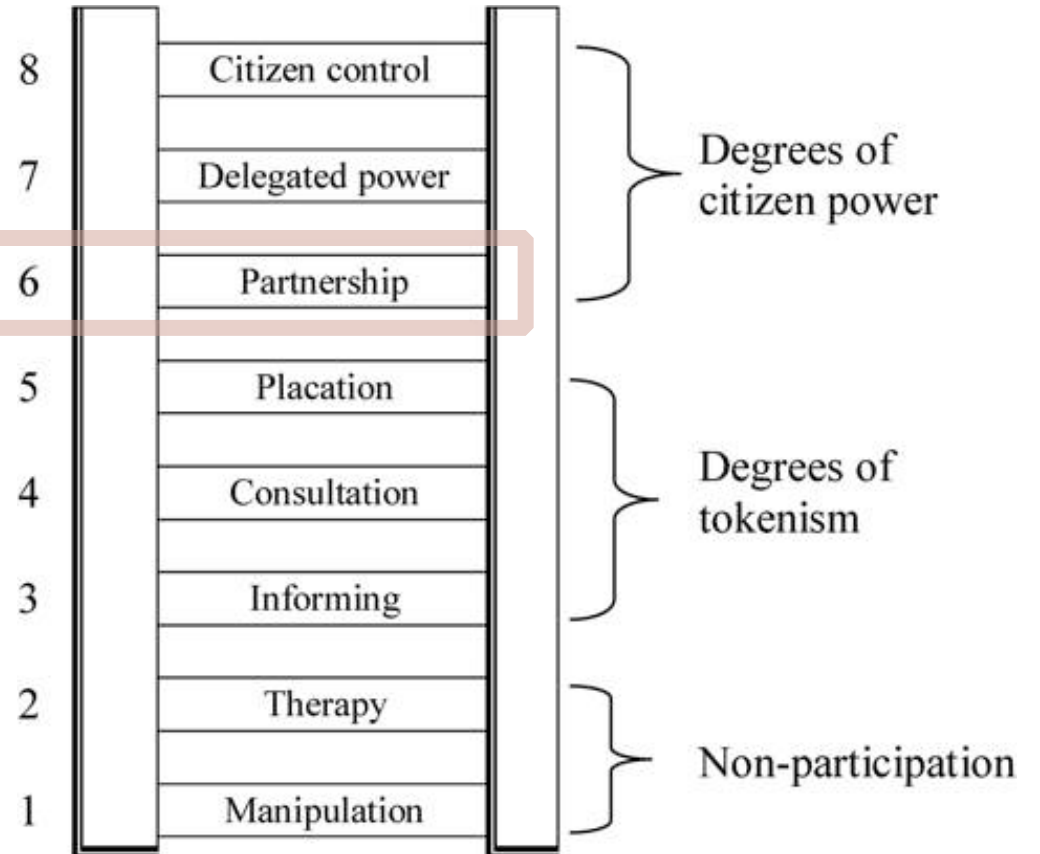 8 Citizen control
7 Delegated power
Degrees of
citizen power
6 Partnership
5 Placation
4 Consultation
Degrees of
tokenism
3 Informing
2 Therapy
Non-participation
1 Manipulation